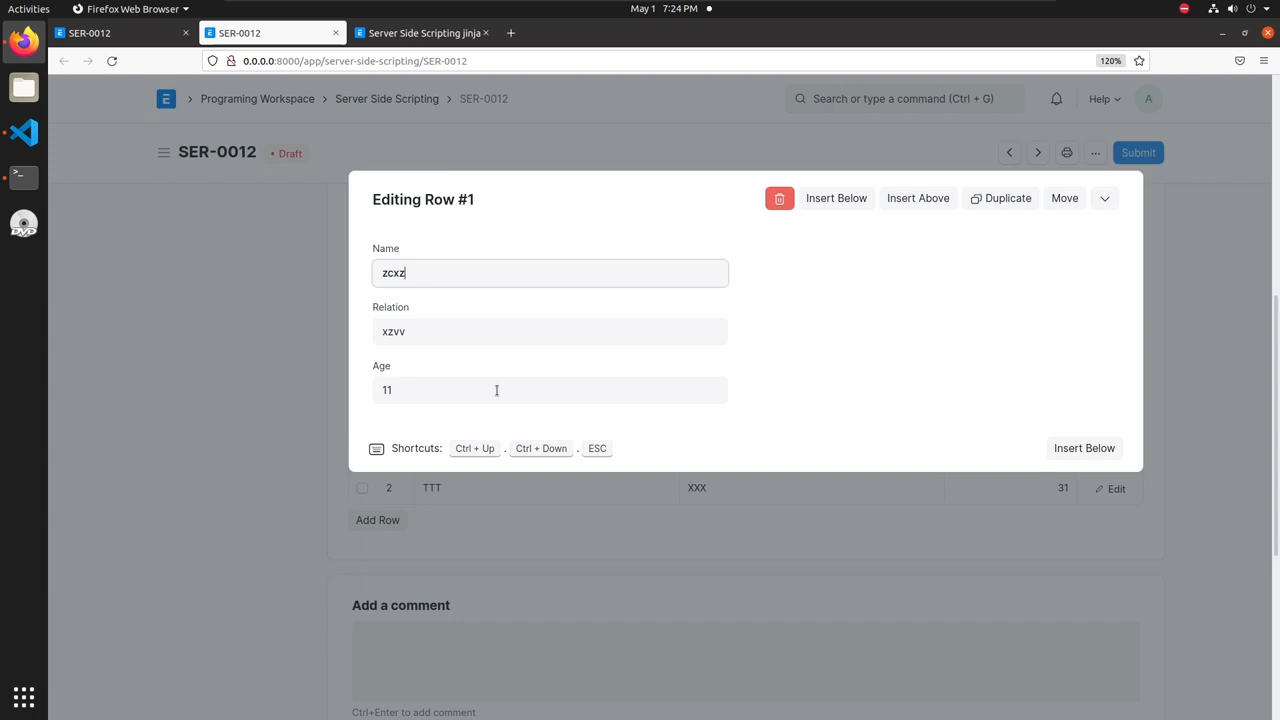 Activities
Firefox Web Browser
May 1 7:24 PM
SER-0012
SER-0012
Server Side Scripting jinja
0.0.0.0:8000/app/server-side-scripting/SER-0012
120%
E
Programing Workspace
Server Side Scripting
SER-0012
Search or type a command (Ctrl + G)
Help
A
SER-0012
Draft
Submit
Editing Row #1
Insert Below
Insert Above
Duplicate
Move
Name
zcxz
Relation
xzvv
Age
11
Shortcuts: Ctrl + Up . Ctrl + Down . ESC
Insert Below
2 TTT XXX 31 Edit
Add Row
Add a comment
Ctrl+Enter to add comment
DVD